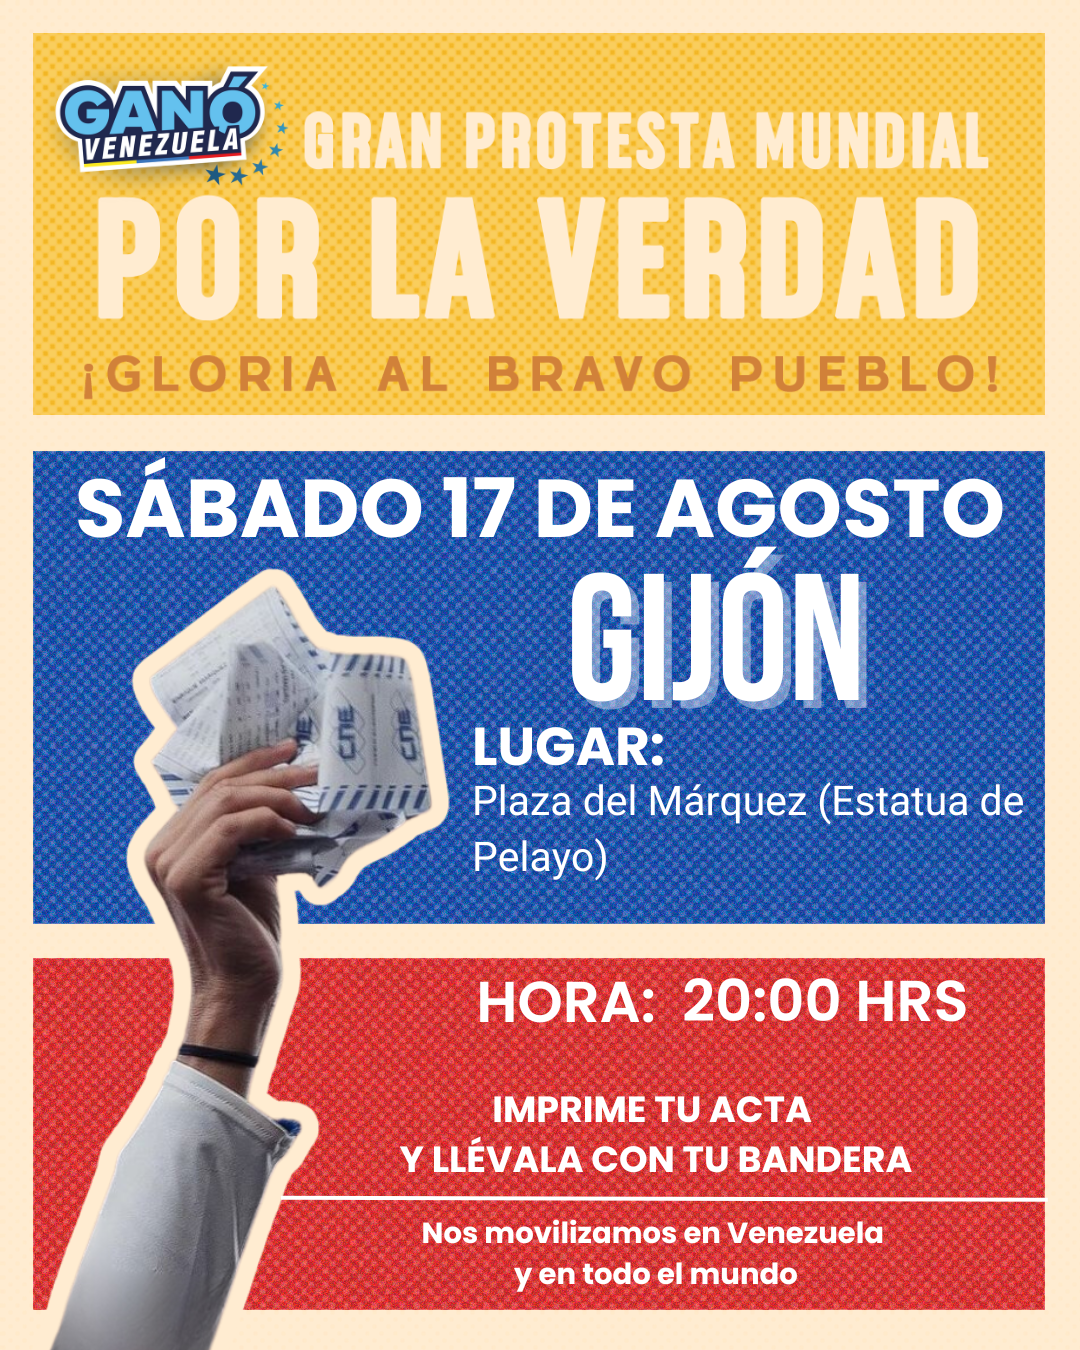 GANÓ
VENEZUELA
GRAN PROTESTA MUNDIAL
POR LA VERDAD
¡GLORIA AL BRAVO PUEBLO!
SÁBADO 17 DE AGOSTO
GIJÓN
LUGAR:
Plaza del Márquez (Estatua de
Pelayo)
CNE
CNE
HORA: 20:00 HRS
IMPRIME TU ACTA
Y LLÉVALA CON TU BANDERA
Nos movilizamos en Venezuela
y en todo el mundo